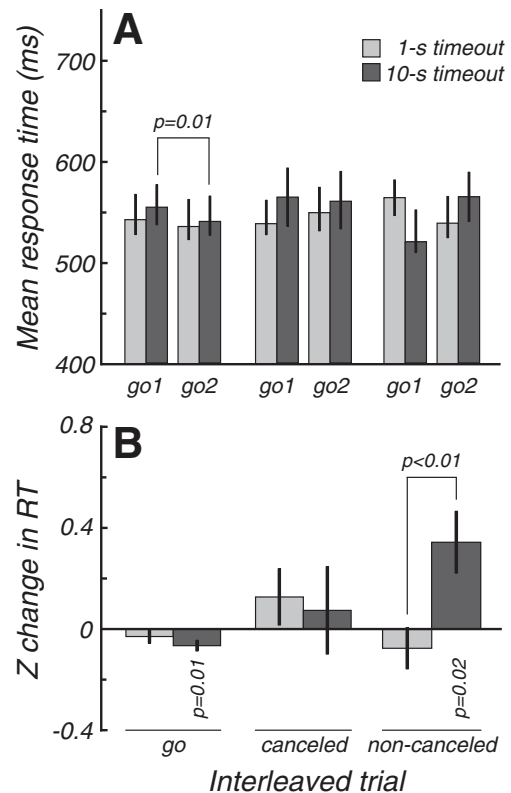 A
1-s timeout
10-s timeout
Mean response time (ms)
700
600
500
400
p=0.01
go1 go2 go1 go2 go1 go2
B
Z change in RT
0.8
0.4
0
-0.4
p<0.01
p=0.01
p=0.02
go canceled non-canceled
Interleaved trial